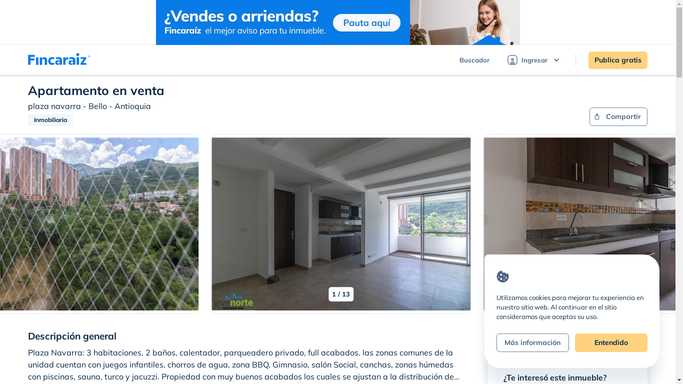 ¿Vendes o arriendas?
Fincaraíz el mejor aviso para tu inmueble.
Pauta aquí
Fincaraíz
Buscador
Ingresar
Publica gratis
Apartamento en venta
plaza navarra - Bello - Antioquia
Inmobiliaria
Compartir
norte
1 / 13
Utilizamos cookies para mejorar tu experiencia en
nuestro sitio web. Al continuar en el sitio
consideramos que aceptas su uso.
Más información
Entendido
Descripción general
Plaza Navarra: 3 habitaciones, 2 baños, calentador, parqueadero privado, full acabados. las zonas comunes de la
unidad cuentan con juegos infantiles, chorros de agua, zona BBQ, Gimnasio, salón Social, canchas, zonas húmedas
con piscinas, sauna, turco y jacuzzi. Propiedad con muy buenos acabados los cuales se ajustan a la distribución de...
¿Te interesó este inmueble?